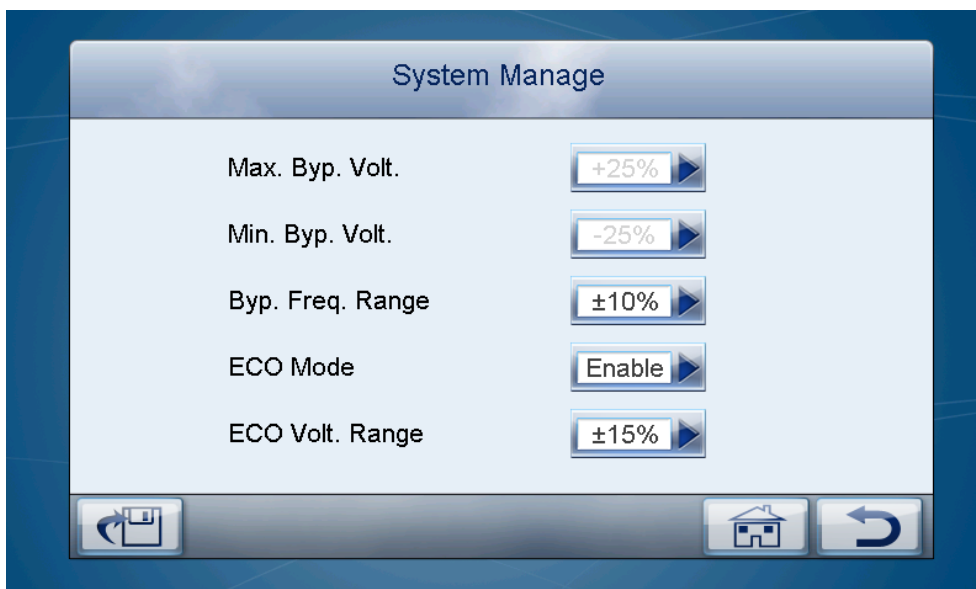 System Manage
Max. Byp. Volt. +25%
Min. Byp. Volt. -25%
Byp. Freq. Range ±10%
ECO Mode Enable
ECO Volt. Range ±15%